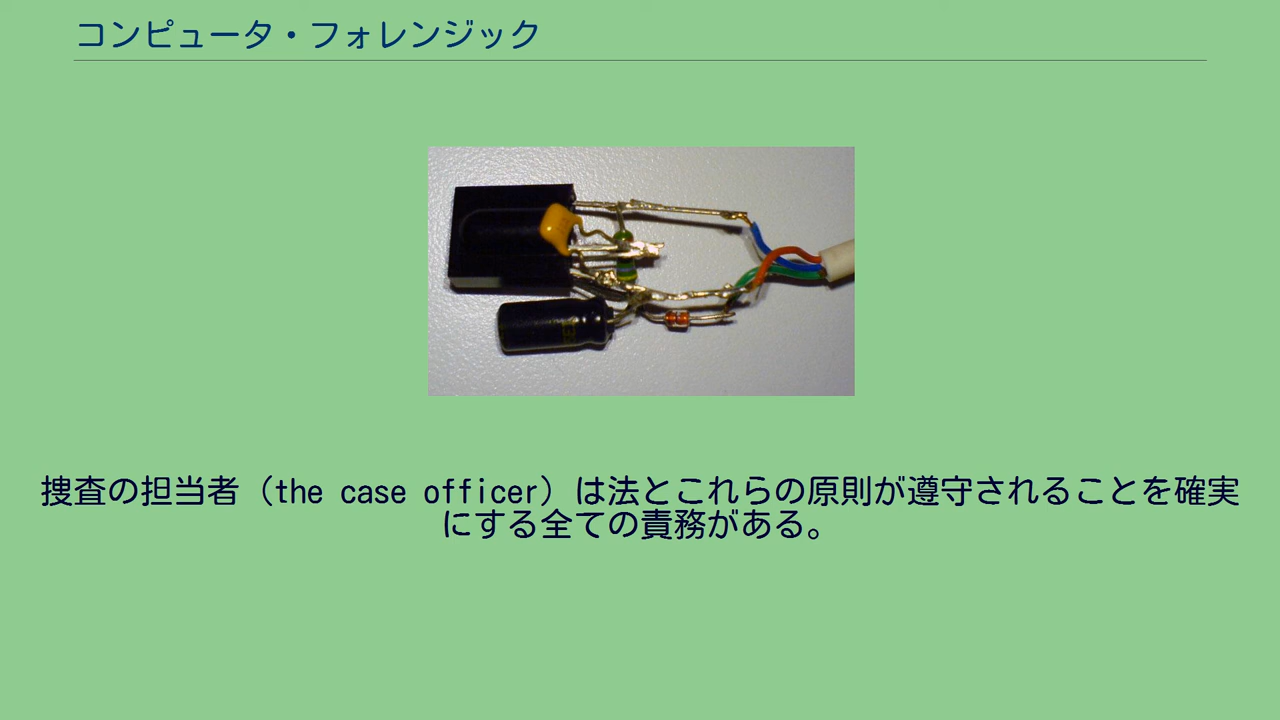 コンピュータ・フォレンジック
捜査の担当者（the case officer）は法とこれらの原則が遵守されることを確実
にする全ての責務がある。